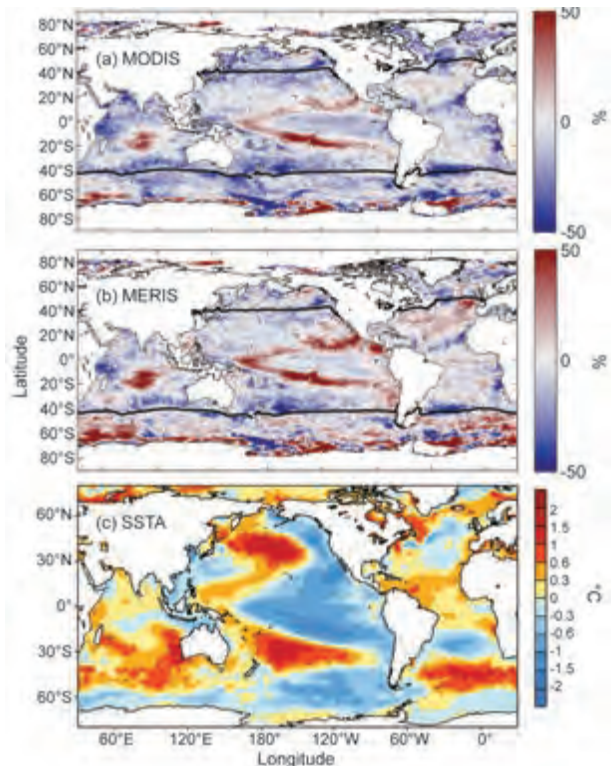 80°N
60°N
40°N
20°N
0°
20°S
40°S
60°S
80°S
(a) MODIS
50
0
-50
%
80°N
60°N
40°N
20°N
0°
20°S
40°S
60°S
80°S
(b) MERIS
50
0
-50
%
Latitude
60°N
30°N
0°
30°S
60°S
(c) SSTA
2
1.5
1
0.6
0.3
0
-0.3
-0.6
-1
-1.5
-2
°C
60°E
120°E
180°
120°W
60°W
0°
Longitude